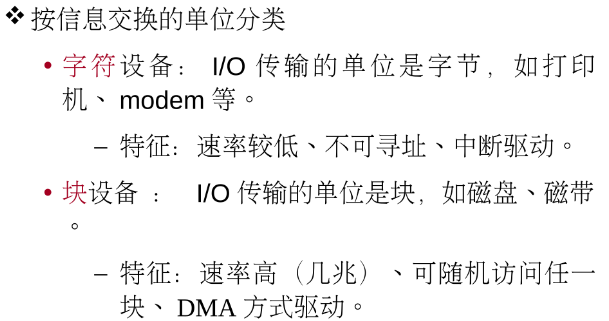 ❖ 按信息交换的单位分类
• 字符设备： I/O 传输的单位是字节，如打印
机、modem 等。
– 特征：速率较低、不可寻址、中断驱动。
• 块设备 ： I/O 传输的单位是块，如磁盘、磁带
。
– 特征：速率高（几兆）、可随机访问任一
块、DMA 方式驱动。